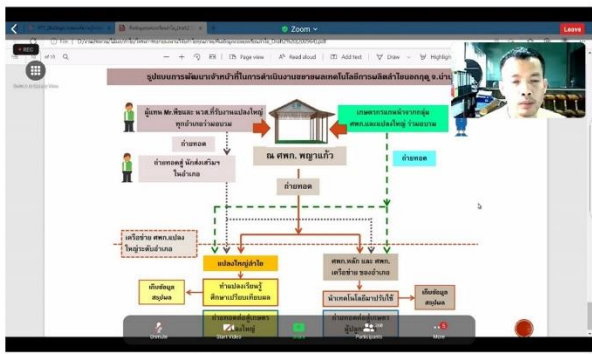 Zoom
Leave
REC
Page view
Read aloud
Add text
Draw
Highligh
รูปแบบการพัฒนาเจ้าหน้าที่ในการดำเนินงานขยายผลเทคโนโลยีการผลิตลำไยนอกฤดู จ.น่าน
ผู้แทน Mr.พืชและ นวส.ที่รับงานแปลงใหญ่
ทุกอำเภอร่วมอบรม
เกษตรกรแกนนำจากกลุ่ม
ศพก.และแปลงใหญ่ ร่วมอบรม
ถ่ายทอด
ณ ศพก. พญาแก้ว
ถ่ายทอด
ถ่ายทอดสู่ นักส่งเสริมฯ
ในอำเภอ
ถ่ายทอด
เครือข่าย ศพก.แปลง
ใหญ่ระดับอำเภอ
แปลงใหญ่ลำไย
ศพก.หลัก และ ศพก.
เครือข่าย ของอำเภอ
เก็บข้อมูล
สรุปผล
ทำแปลงเรียนรู้
ศึกษาเปรียบเทียบผล
นำเทคโนโลยีมาปรับใช้
เก็บข้อมูล
สรุปผล
ถ่ายทอดสู่เกษตร
แปลงใหญ่
ถ่ายทอดต่อสู่เกษตร
Unmute
Start Video
Share
Participants
More